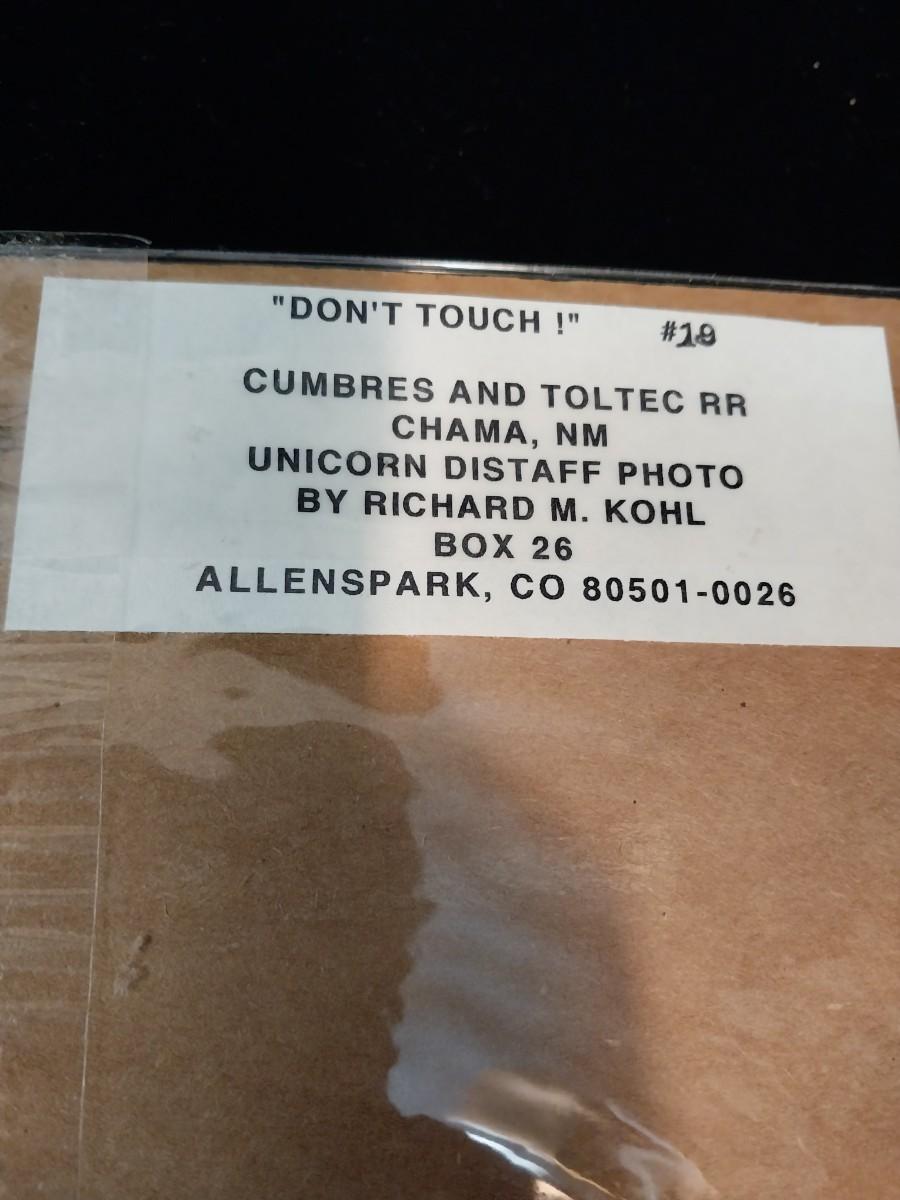 "DON'T TOUCH !" #19
CUMBRES AND TOLTEC RR
CHAMA, NM
UNICORN DISTAFF PHOTO
BY RICHARD M. KOHL
BOX 26
ALLENSPARK, CO 80501-0026